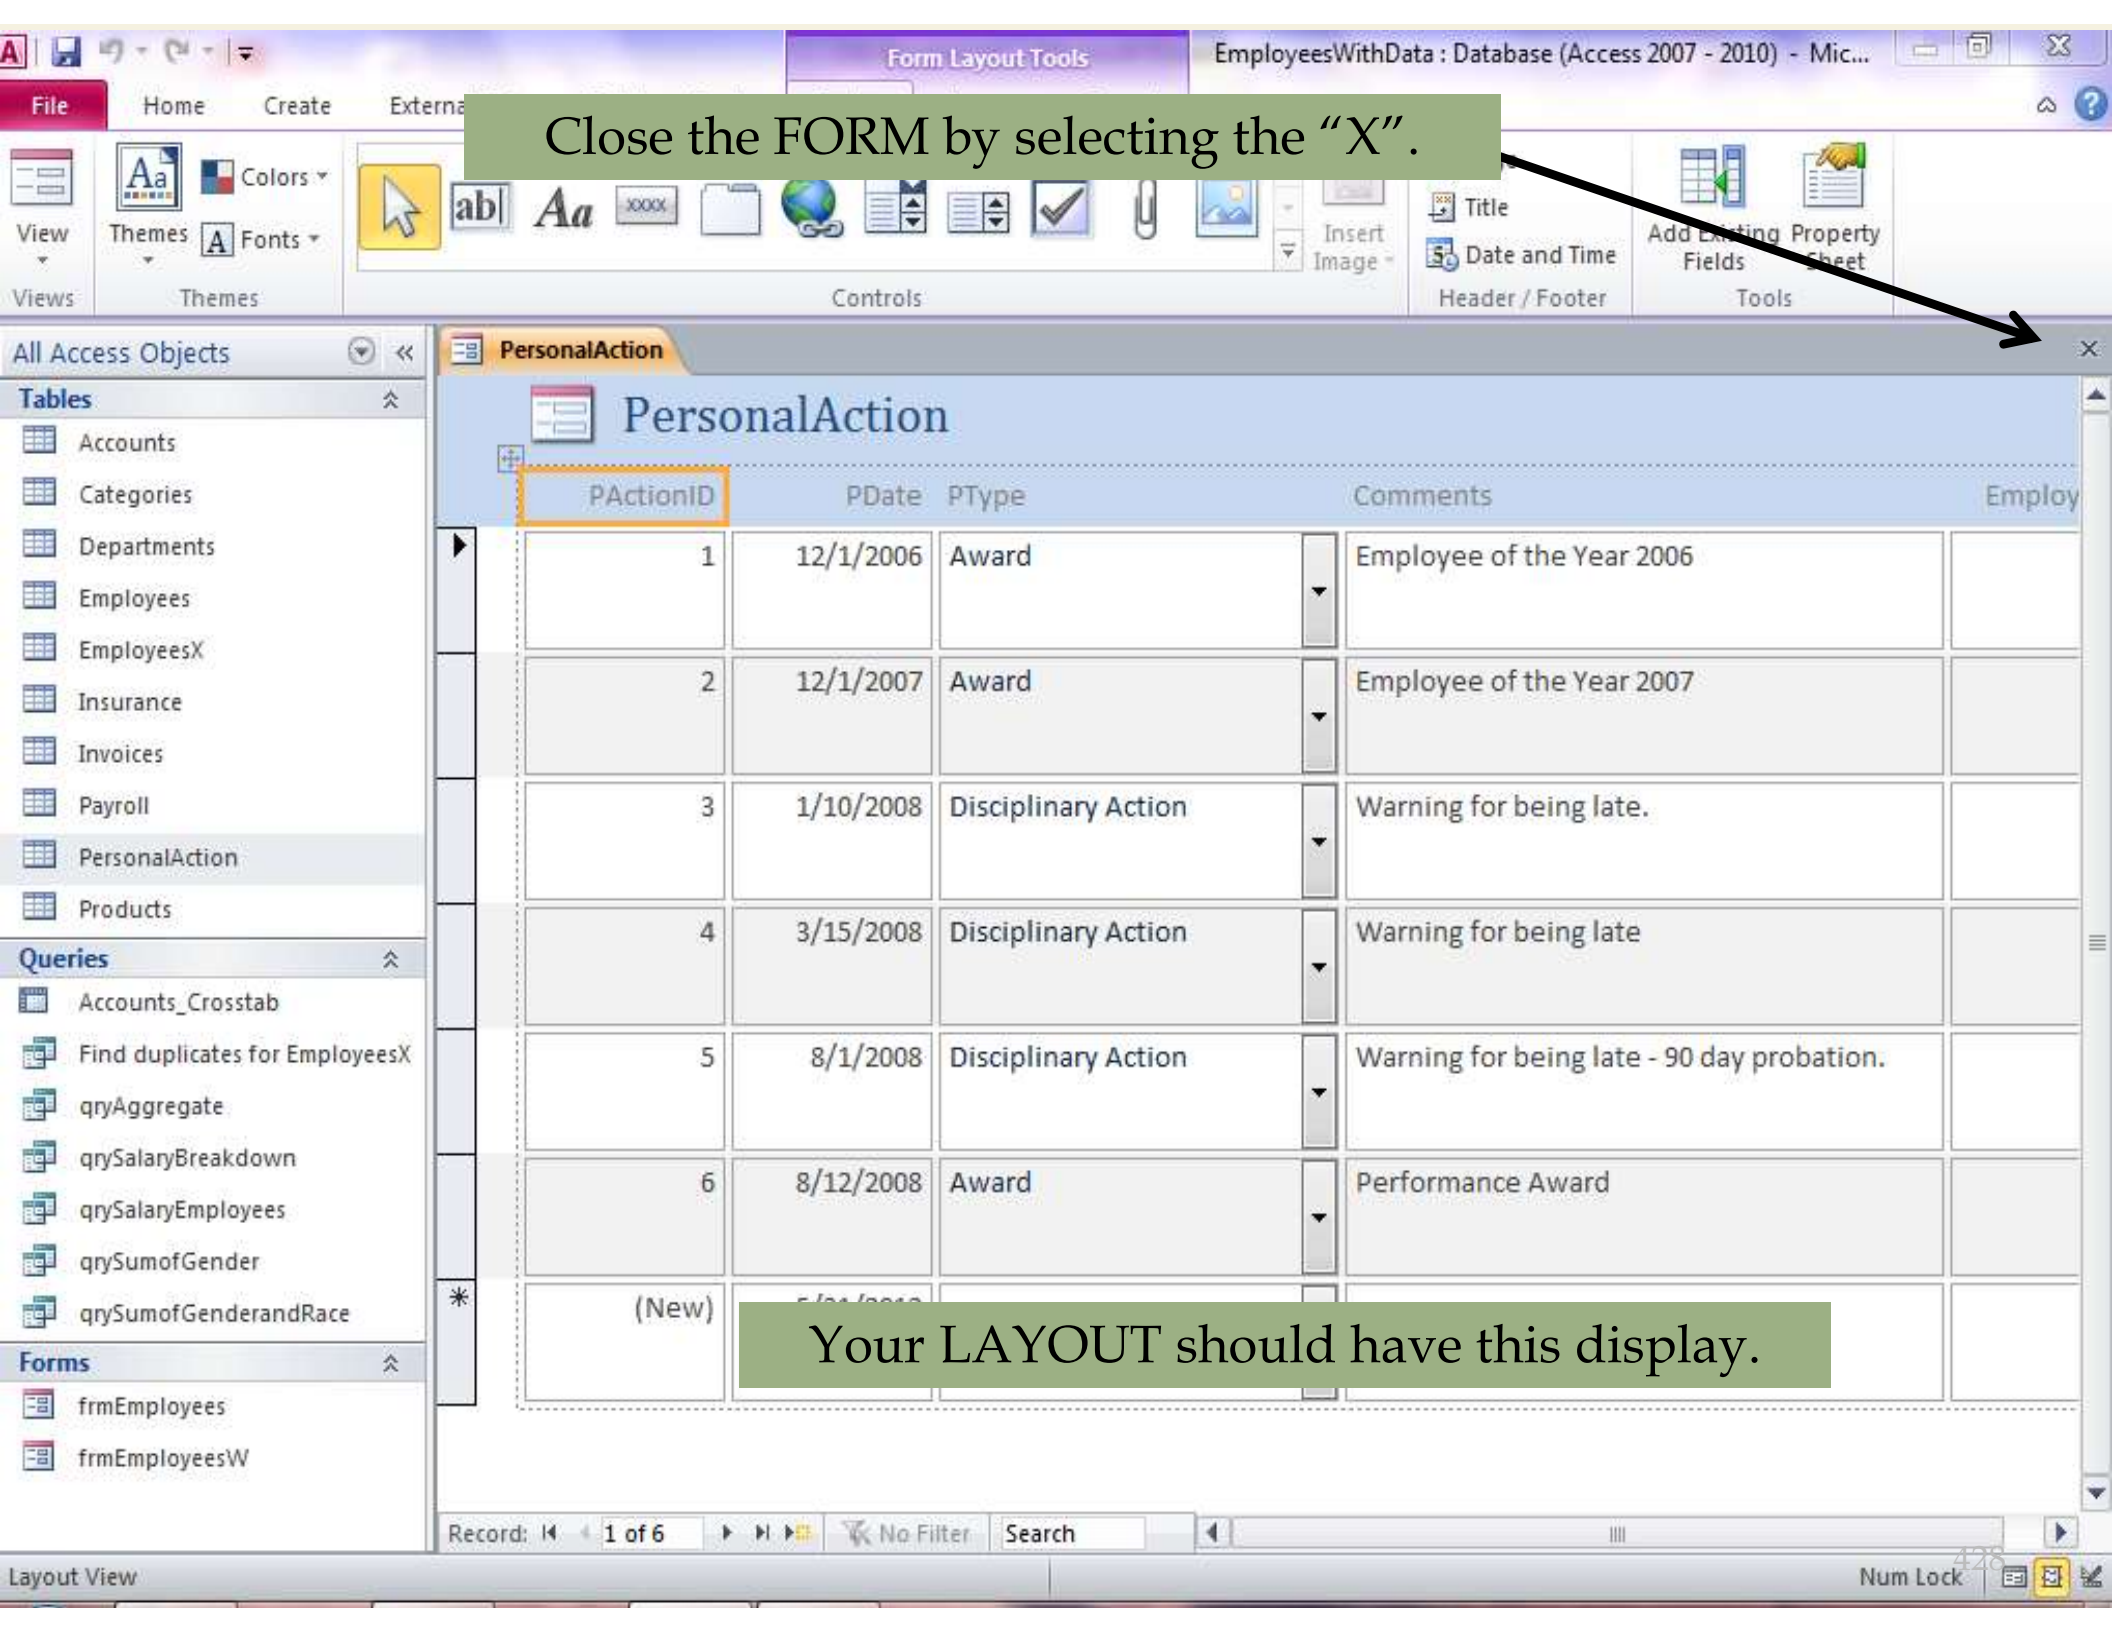 Form Layout Tools
EmployeesWithData : Database (Access 2007 - 2010) - Mic...
File Home Create Externa
Close the FORM by selecting the “X”.
View
Themes
Colors
Fonts
Aa
ab|
Aa
XXXX
Insert Image
Title
Date and Time
Add Existing Fields
Property Sheet
Views Themes Controls Header / Footer Tools
All Access Objects
Tables
Accounts
Categories
Departments
Employees
EmployeesX
Insurance
Invoices
Payroll
PersonalAction
Products
Queries
Accounts_Crosstab
Find duplicates for EmployeesX
qryAggregate
qrySalaryBreakdown
qrySalaryEmployees
qrySumofGender
qrySumofGenderandRace
Forms
frmEmployees
frmEmployeesW
PersonalAction
PersonalAction
PActionID PDate PType Comments Employ
1 12/1/2006 Award Employee of the Year 2006
2 12/1/2007 Award Employee of the Year 2007
3 1/10/2008 Disciplinary Action Warning for being late.
4 3/15/2008 Disciplinary Action Warning for being late
5 8/1/2008 Disciplinary Action Warning for being late - 90 day probation.
6 8/12/2008 Award Performance Award
(New)
Your LAYOUT should have this display.
Record: 1 of 6 No Filter Search
Layout View Num Lock
428